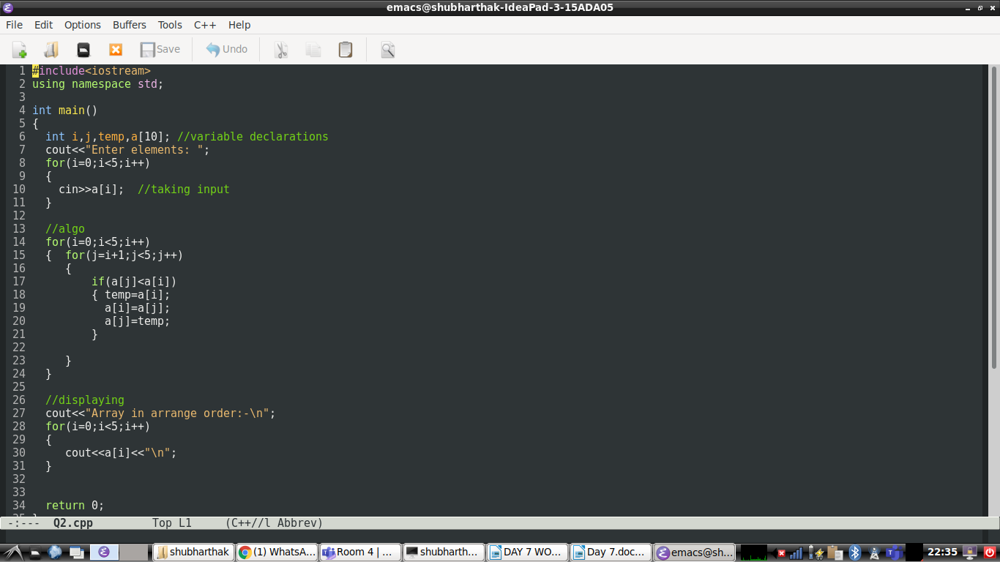 emacs@shubharthak-IdeaPad-3-15ADA05
File Edit Options Buffers Tools C++ Help
Save Undo
1 #include<iostream>
2 using namespace std;
3
4 int main()
5 {
6   int i,j,temp,a[10]; //variable declarations
7   cout<<"Enter elements: ";
8   for(i=0;i<5;i++)
9   {
10     cin>>a[i];  //taking input
11   }
12
13   //algo
14   for(i=0;i<5;i++)
15   {  for(j=i+1;j<5;j++)
16      {
17          if(a[j]<a[i])
18          { temp=a[i];
19            a[i]=a[j];
20            a[j]=temp;
21          }
22
23      }
24   }
25
26   //displaying
27   cout<<"Array in arrange order:-\n";
28   for(i=0;i<5;i++)
29   {
30      cout<<a[i]<<"\n";
31   }
32
33
34   return 0;
35 }
-:---  Q2.cpp        Top L1     (C++//l Abbrev)
shubharthak (1) WhatsA... Room 4 | ... shubharth... DAY 7 WO... Day 7.doc... emacs@sh... 22:35